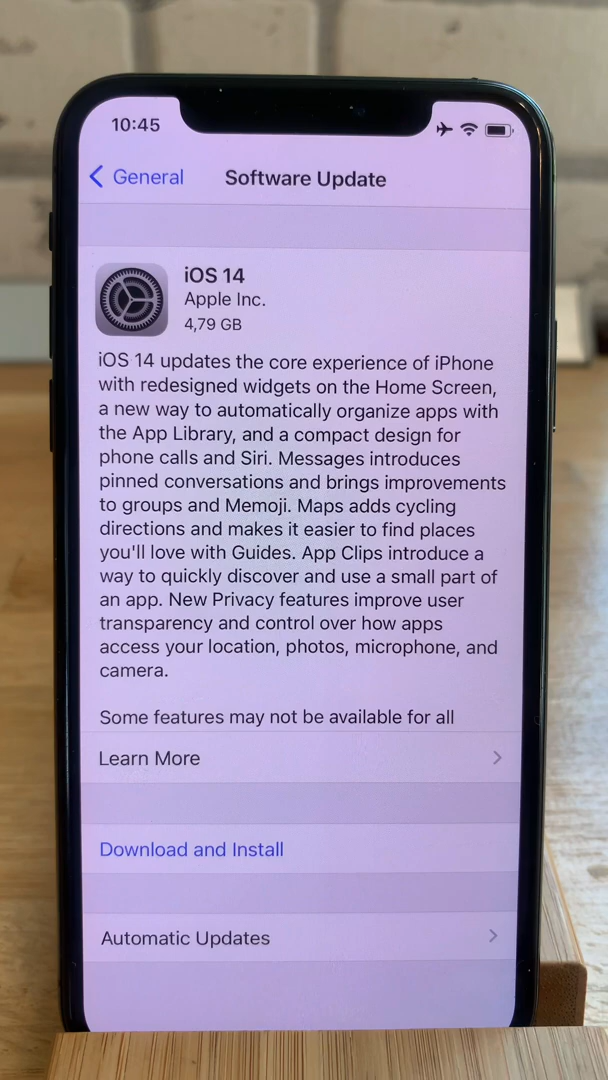 10:45
General
Software Update
iOS 14
Apple Inc.
4,79 GB
iOS 14 updates the core experience of iPhone
with redesigned widgets on the Home Screen,
a new way to automatically organize apps with
the App Library, and a compact design for
phone calls and Siri. Messages introduces
pinned conversations and brings improvements
to groups and Memoji. Maps adds cycling
directions and makes it easier to find places
you'll love with Guides. App Clips introduce a
way to quickly discover and use a small part of
an app. New Privacy features improve user
transparency and control over how apps
access your location, photos, microphone, and
camera.
Some features may not be available for all
Learn More
Download and Install
Automatic Updates